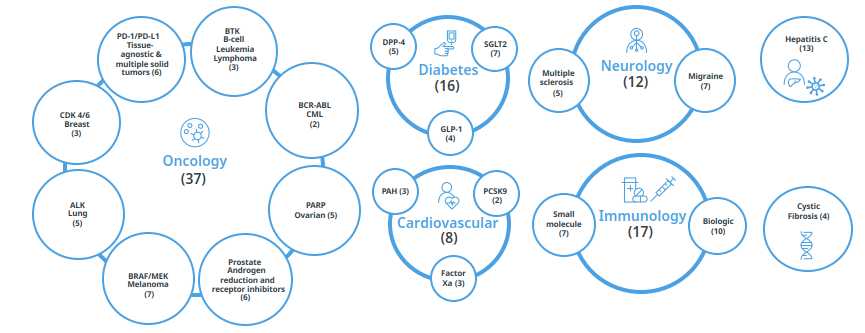 PD-1/PD-L1
Tissue-
agnostic &
multiple solid
tumors (6)
BTK
B-cell
Leukemia
Lymphoma
(3)
CDK 4/6
Breast
(3)
BCR-ABL
CML
(2)
Oncology
(37)
ALK
Lung
(5)
PARP
Ovarian (5)
BRAF/MEK
Melanoma
(7)
Prostate
Androgen
reduction and
receptor inhibitors
(6)
DPP-4
(5)
SGLT2
(7)
Diabetes
(16)
GLP-1
(4)
PAH (3)
PCSK9
(2)
Cardiovascular
(8)
Factor
Xa (3)
Neurology
(12)
Multiple
sclerosis
(5)
Migraine
(7)
Immunology
(17)
Small
molecule
(7)
Biologic
(10)
Hepatitis C
(13)
Cystic
Fibrosis (4)